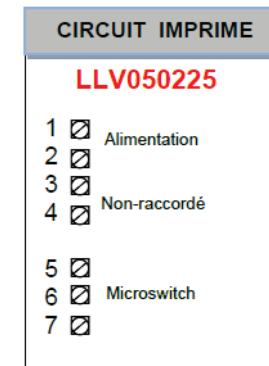 CIRCUIT IMPRIME
LLV050225
1
Alimentation
2
3
Non-raccordé
4
5
6 Microswitch
7